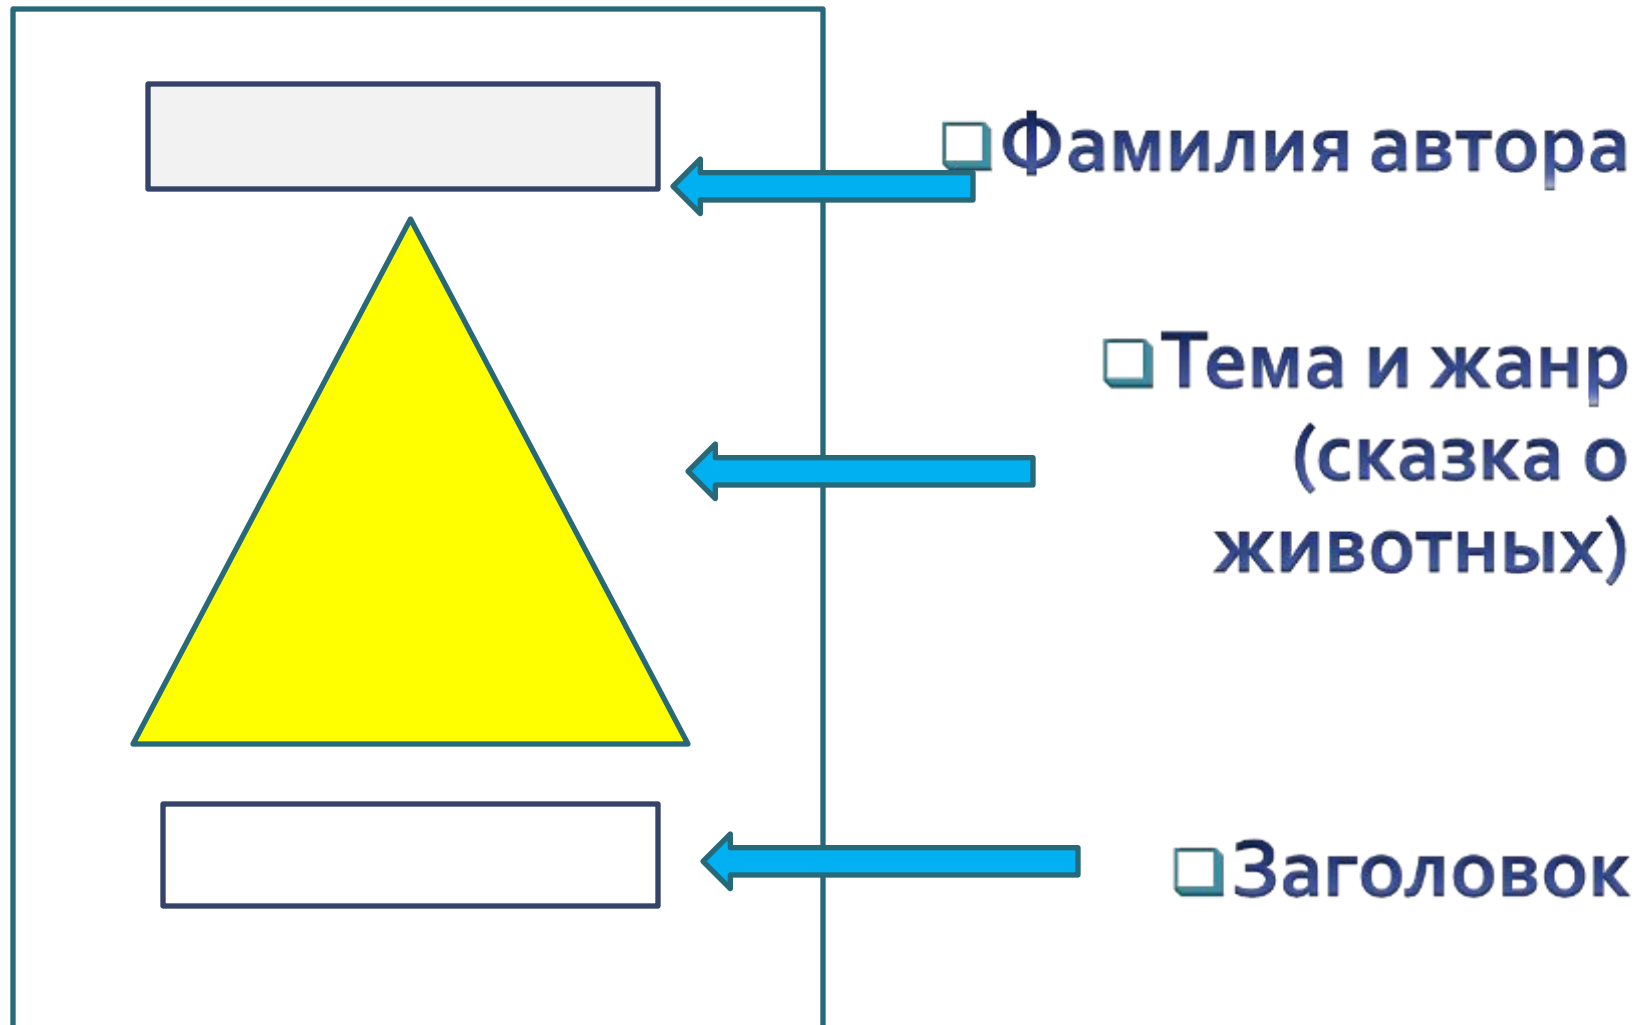 Фамилия автора
Тема и жанр
(сказка о
животных)
Заголовок